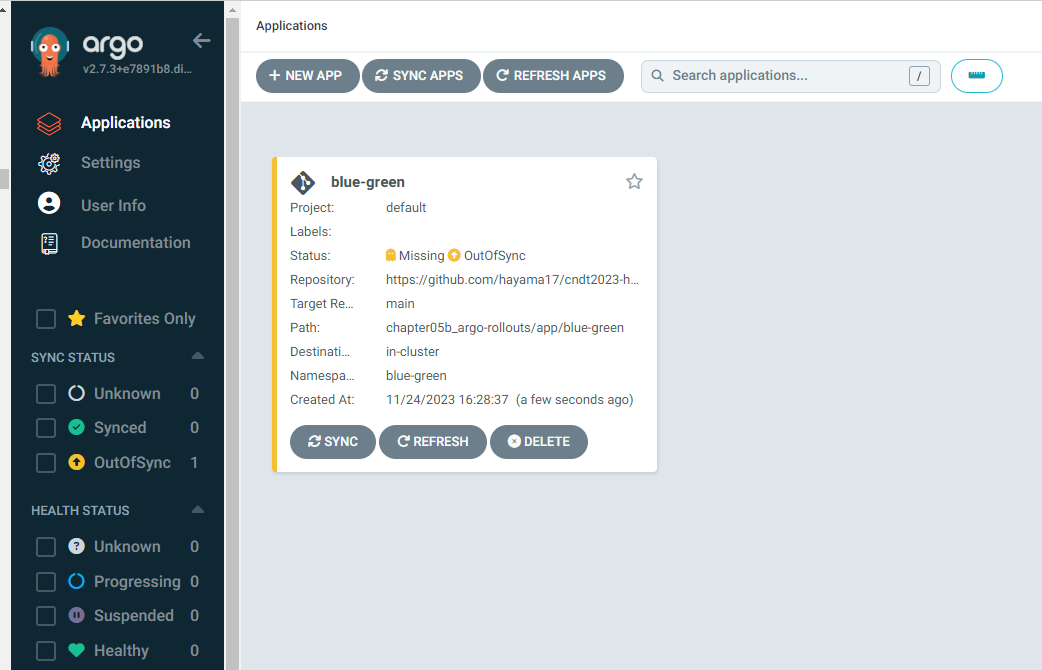 argo
v2.7.3+e7891b8.di...
Applications
Settings
User Info
Documentation
Favorites Only
SYNC STATUS
Unknown 0
Synced 0
OutOfSync 1
HEALTH STATUS
Unknown 0
Progressing 0
Suspended 0
Healthy 0
Applications
+ NEW APP SYNC APPS REFRESH APPS Search applications... /
blue-green
Project: default
Labels:
Status: Missing OutOfSync
Repository: https://github.com/hayama17/cndt2023-h...
Target Re... main
Path: chapter05b_argo-rollouts/app/blue-green
Destinati... in-cluster
Namespa... blue-green
Created At: 11/24/2023 16:28:37 (a few seconds ago)
SYNC REFRESH DELETE